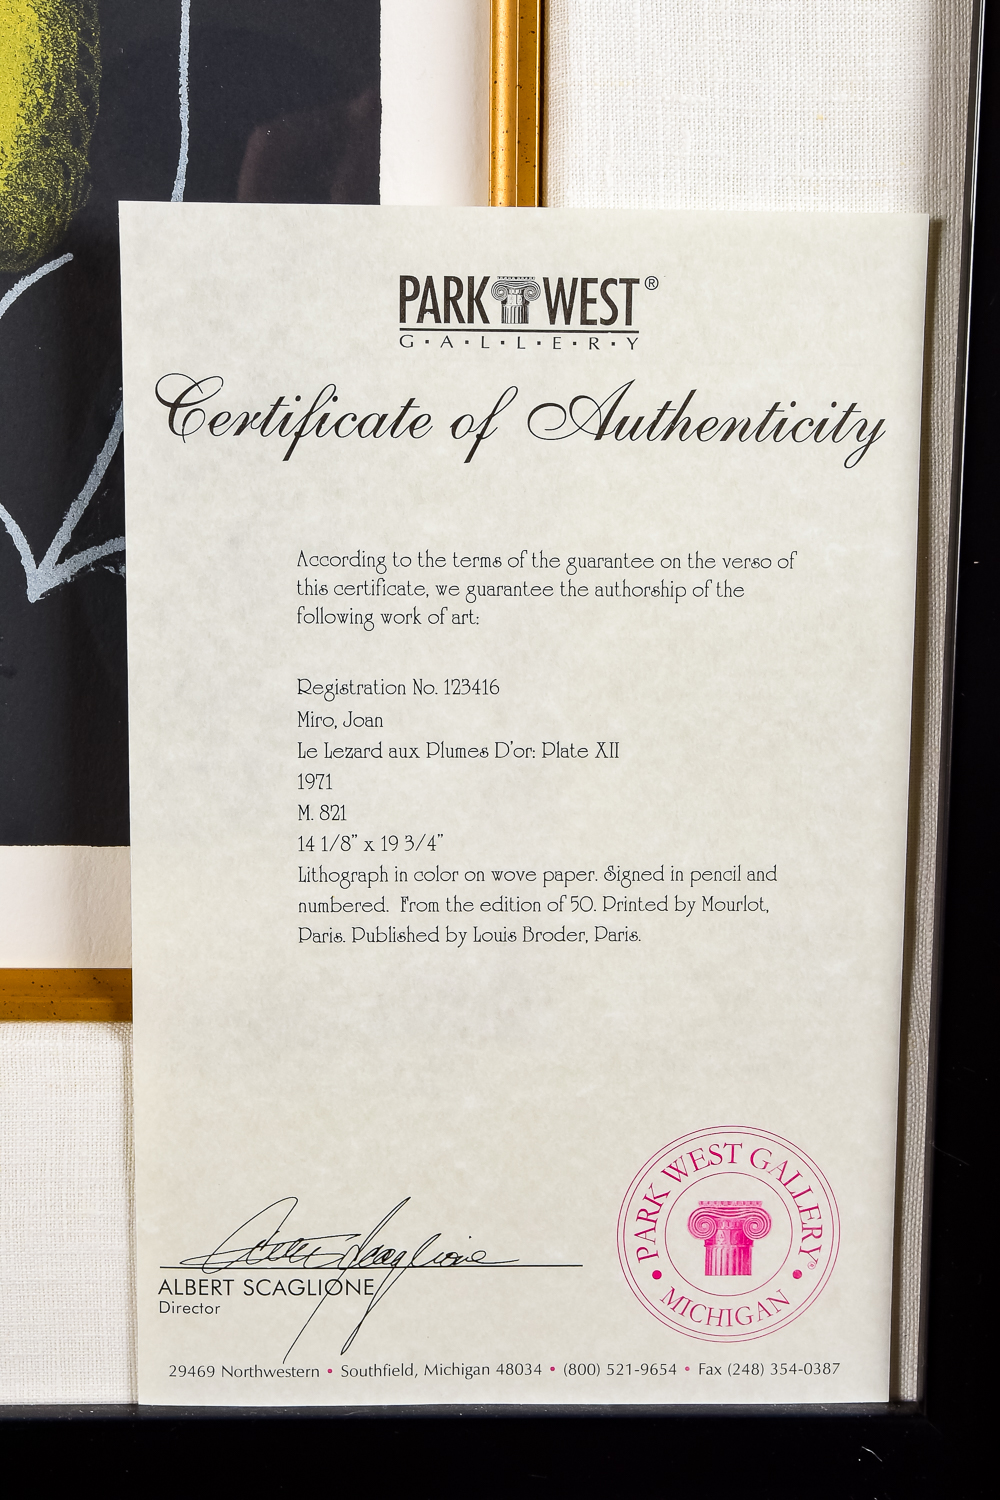 PARK WEST®
G·A·L·L·E·R·Y
Certificate of Authenticity
According to the terms of the guarantee on the verso of
this certificate, we guarantee the authorship of the
following work of art:
Registration No. 123416
Miro, Joan
Le Lezard aux Plumes D'or: Plate XII
1971
M. 821
14 1/8" x 19 3/4"
Lithograph in color on wove paper. Signed in pencil and
numbered. From the edition of 50. Printed by Mourlot,
Paris. Published by Louis Broder, Paris.
ALBERT SCAGLIONE
Director
PARK WEST GALLERY®
• MICHIGAN •
29469 Northwestern • Southfield, Michigan 48034 • (800) 521-9654 • Fax (248) 354-0387